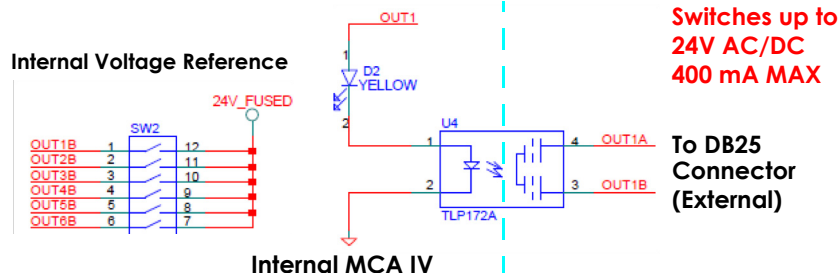 OUT1
Switches up to
24V AC/DC
400 mA MAX
Internal Voltage Reference
1
D2
YELLOW
2
24V_FUSED
SW2
OUT1B 1 12
OUT2B 2 11
OUT3B 3 10
OUT4B 4 9
OUT5B 5 8
OUT6B 6 7
U4
1 4 OUT1A
2 3 OUT1B
TLP172A
To DB25
Connector
(External)
Internal MCA IV